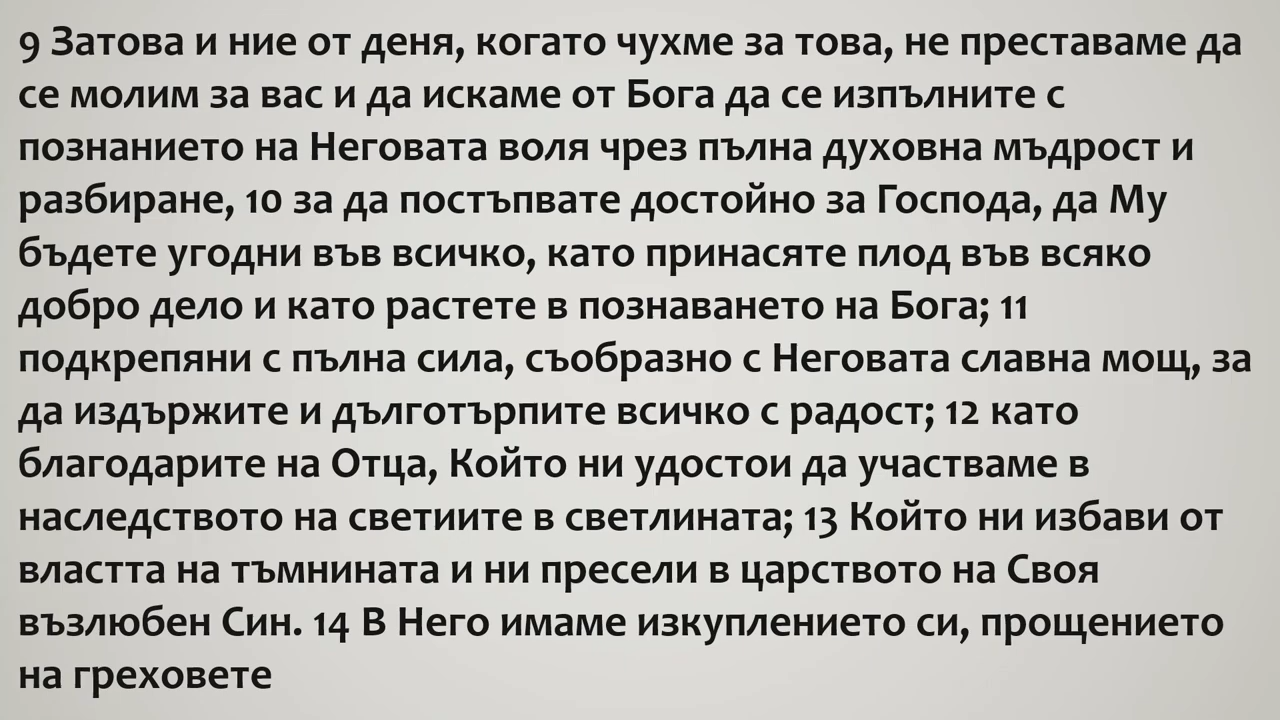 9 Затова и ние от деня, когато чухме за това, не преставаме да
се молим за вас и да искаме от Бога да се изпълните с
познанието на Неговата воля чрез пълна духовна мъдрост и
разбиране, 10 за да постъпвате достойно за Господа, да Му
бъдете угодни във всичко, като принасяте плод във всяко
добро дело и като растете в познаването на Бога; 11
подкрепяни с пълна сила, съобразно с Неговата славна мощ, за
да издържите и дълготърпите всичко с радост; 12 като
благодарите на Отца, Който ни удостои да участваме в
наследството на светиите в светлината; 13 Който ни избави от
властта на тъмнината и ни пресели в царството на Своя
възлюбен Син. 14 В Него имаме изкуплението си, прощението
на греховете